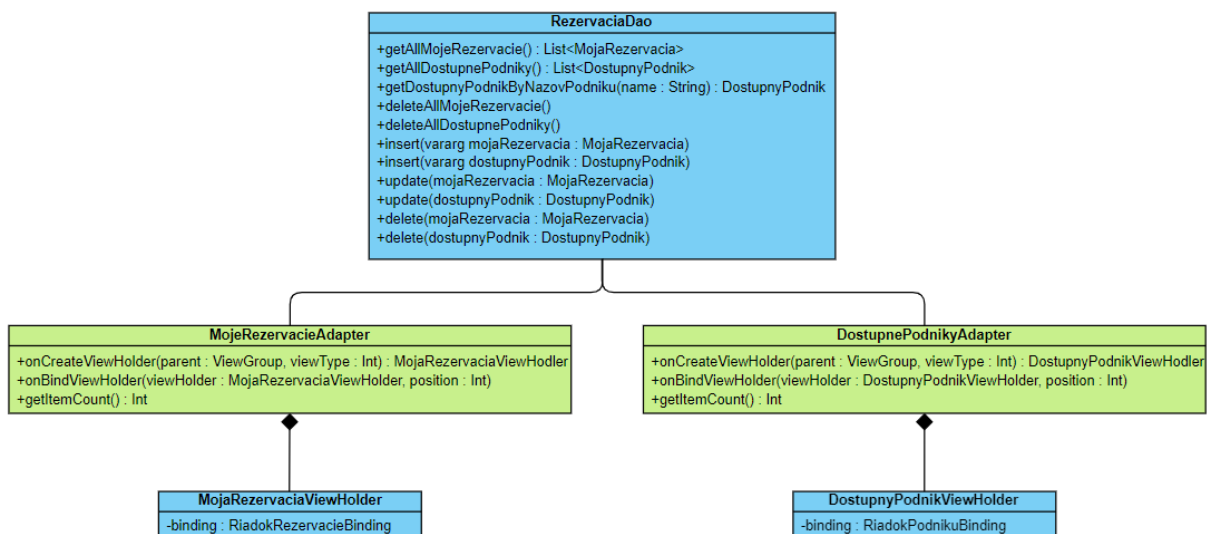 RezervaciaDao
+getAllMojeRezervacie() : List<MojaRezervacia>
+getAllDostupnePodniky() : List<DostupnyPodnik>
+getDostupnyPodnikByNazovPodniku(name : String) : DostupnyPodnik
+deleteAllMojeRezervacie()
+deleteAllDostupnePodniky()
+insert(vararg mojaRezervacia : MojaRezervacia)
+insert(vararg dostupnyPodnik : DostupnyPodnik)
+update(mojaRezervacia : MojaRezervacia)
+update(dostupnyPodnik : DostupnyPodnik)
+delete(mojaRezervacia : MojaRezervacia)
+delete(dostupnyPodnik : DostupnyPodnik)
MojeRezervacieAdapter
+onCreateViewHolder(parent : ViewGroup, viewType : Int) : MojaRezervaciaViewHodler
+onBindViewHolder(viewHolder : MojaRezervaciaViewHolder, position : Int)
+getItemCount() : Int
DostupnePodnikyAdapter
+onCreateViewHolder(parent : ViewGroup, viewType : Int) : DostupnyPodnikViewHodler
+onBindViewHolder(viewHolder : DostupnyPodnikViewHolder, position : Int)
+getItemCount() : Int
MojaRezervaciaViewHolder
-binding : RiadokRezervacieBinding
DostupnyPodnikViewHolder
-binding : RiadokPodnikuBinding